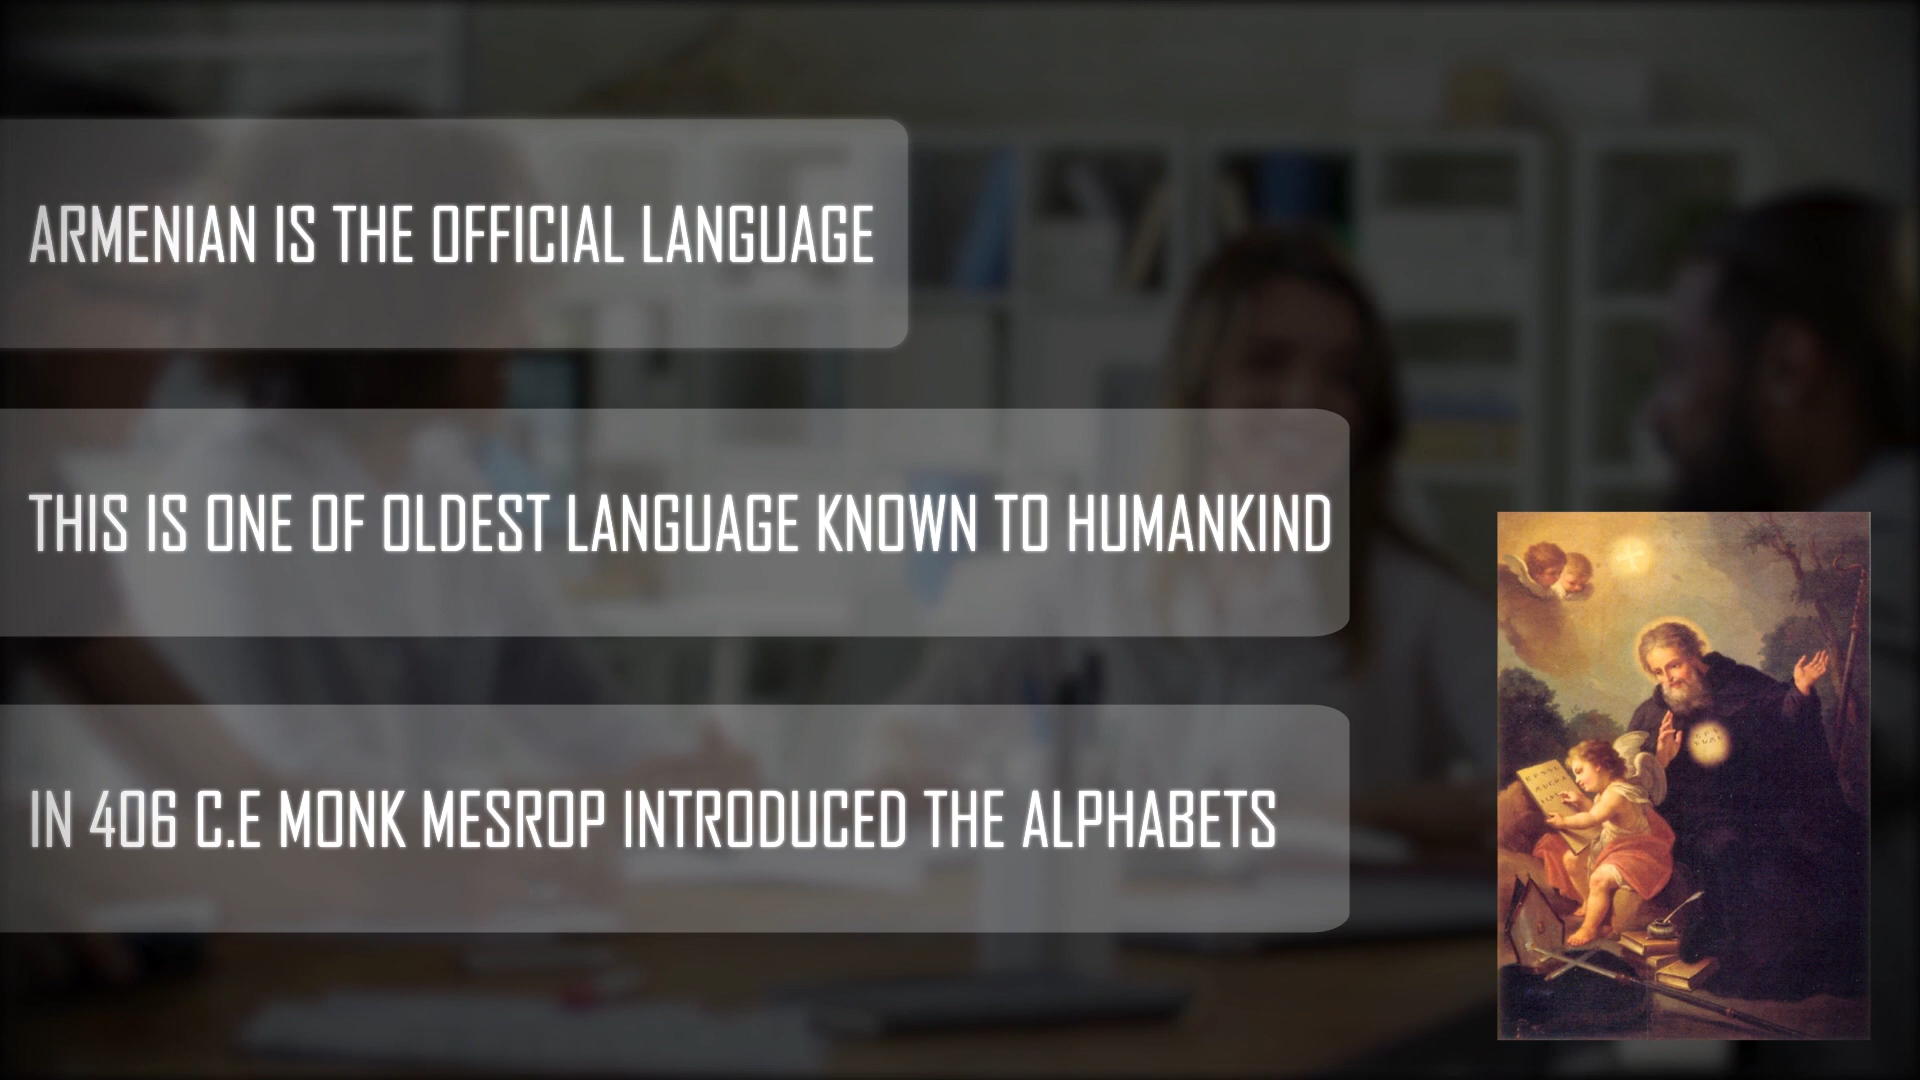 ARMENIAN IS THE OFFICIAL LANGUAGE
THIS IS ONE OF OLDEST LANGUAGE KNOWN TO HUMANKIND
IN 406 C.E MONK MESROP INTRODUCED THE ALPHABETS